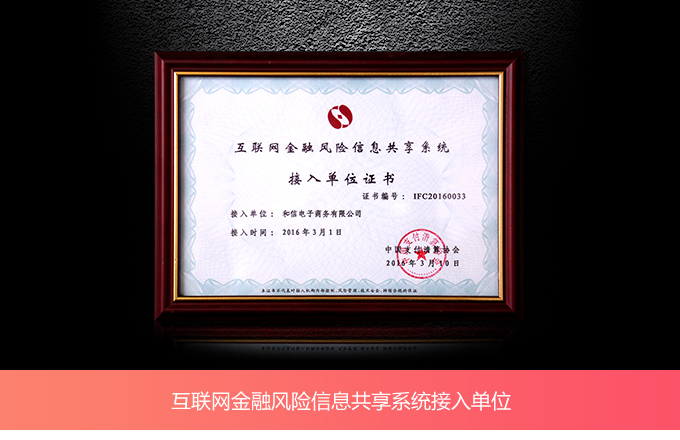 互联网金融风险信息共享系统
接入单位证书
证书编号： IFC20160033
接入单位： 和信电子商务有限公司
接入时间： 2016年3月1日
中国支付清算协会
2016年3月10日
互联网金融风险信息共享系统接入单位